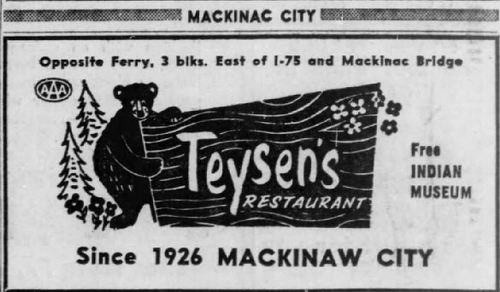 MACKINAC CITY
Opposite Ferry, 3 blks. East of I-75 and Mackinac Bridge
AAA
Teysen's
RESTAURANT
Free
INDIAN
MUSEUM
Since 1926 MACKINAW CITY